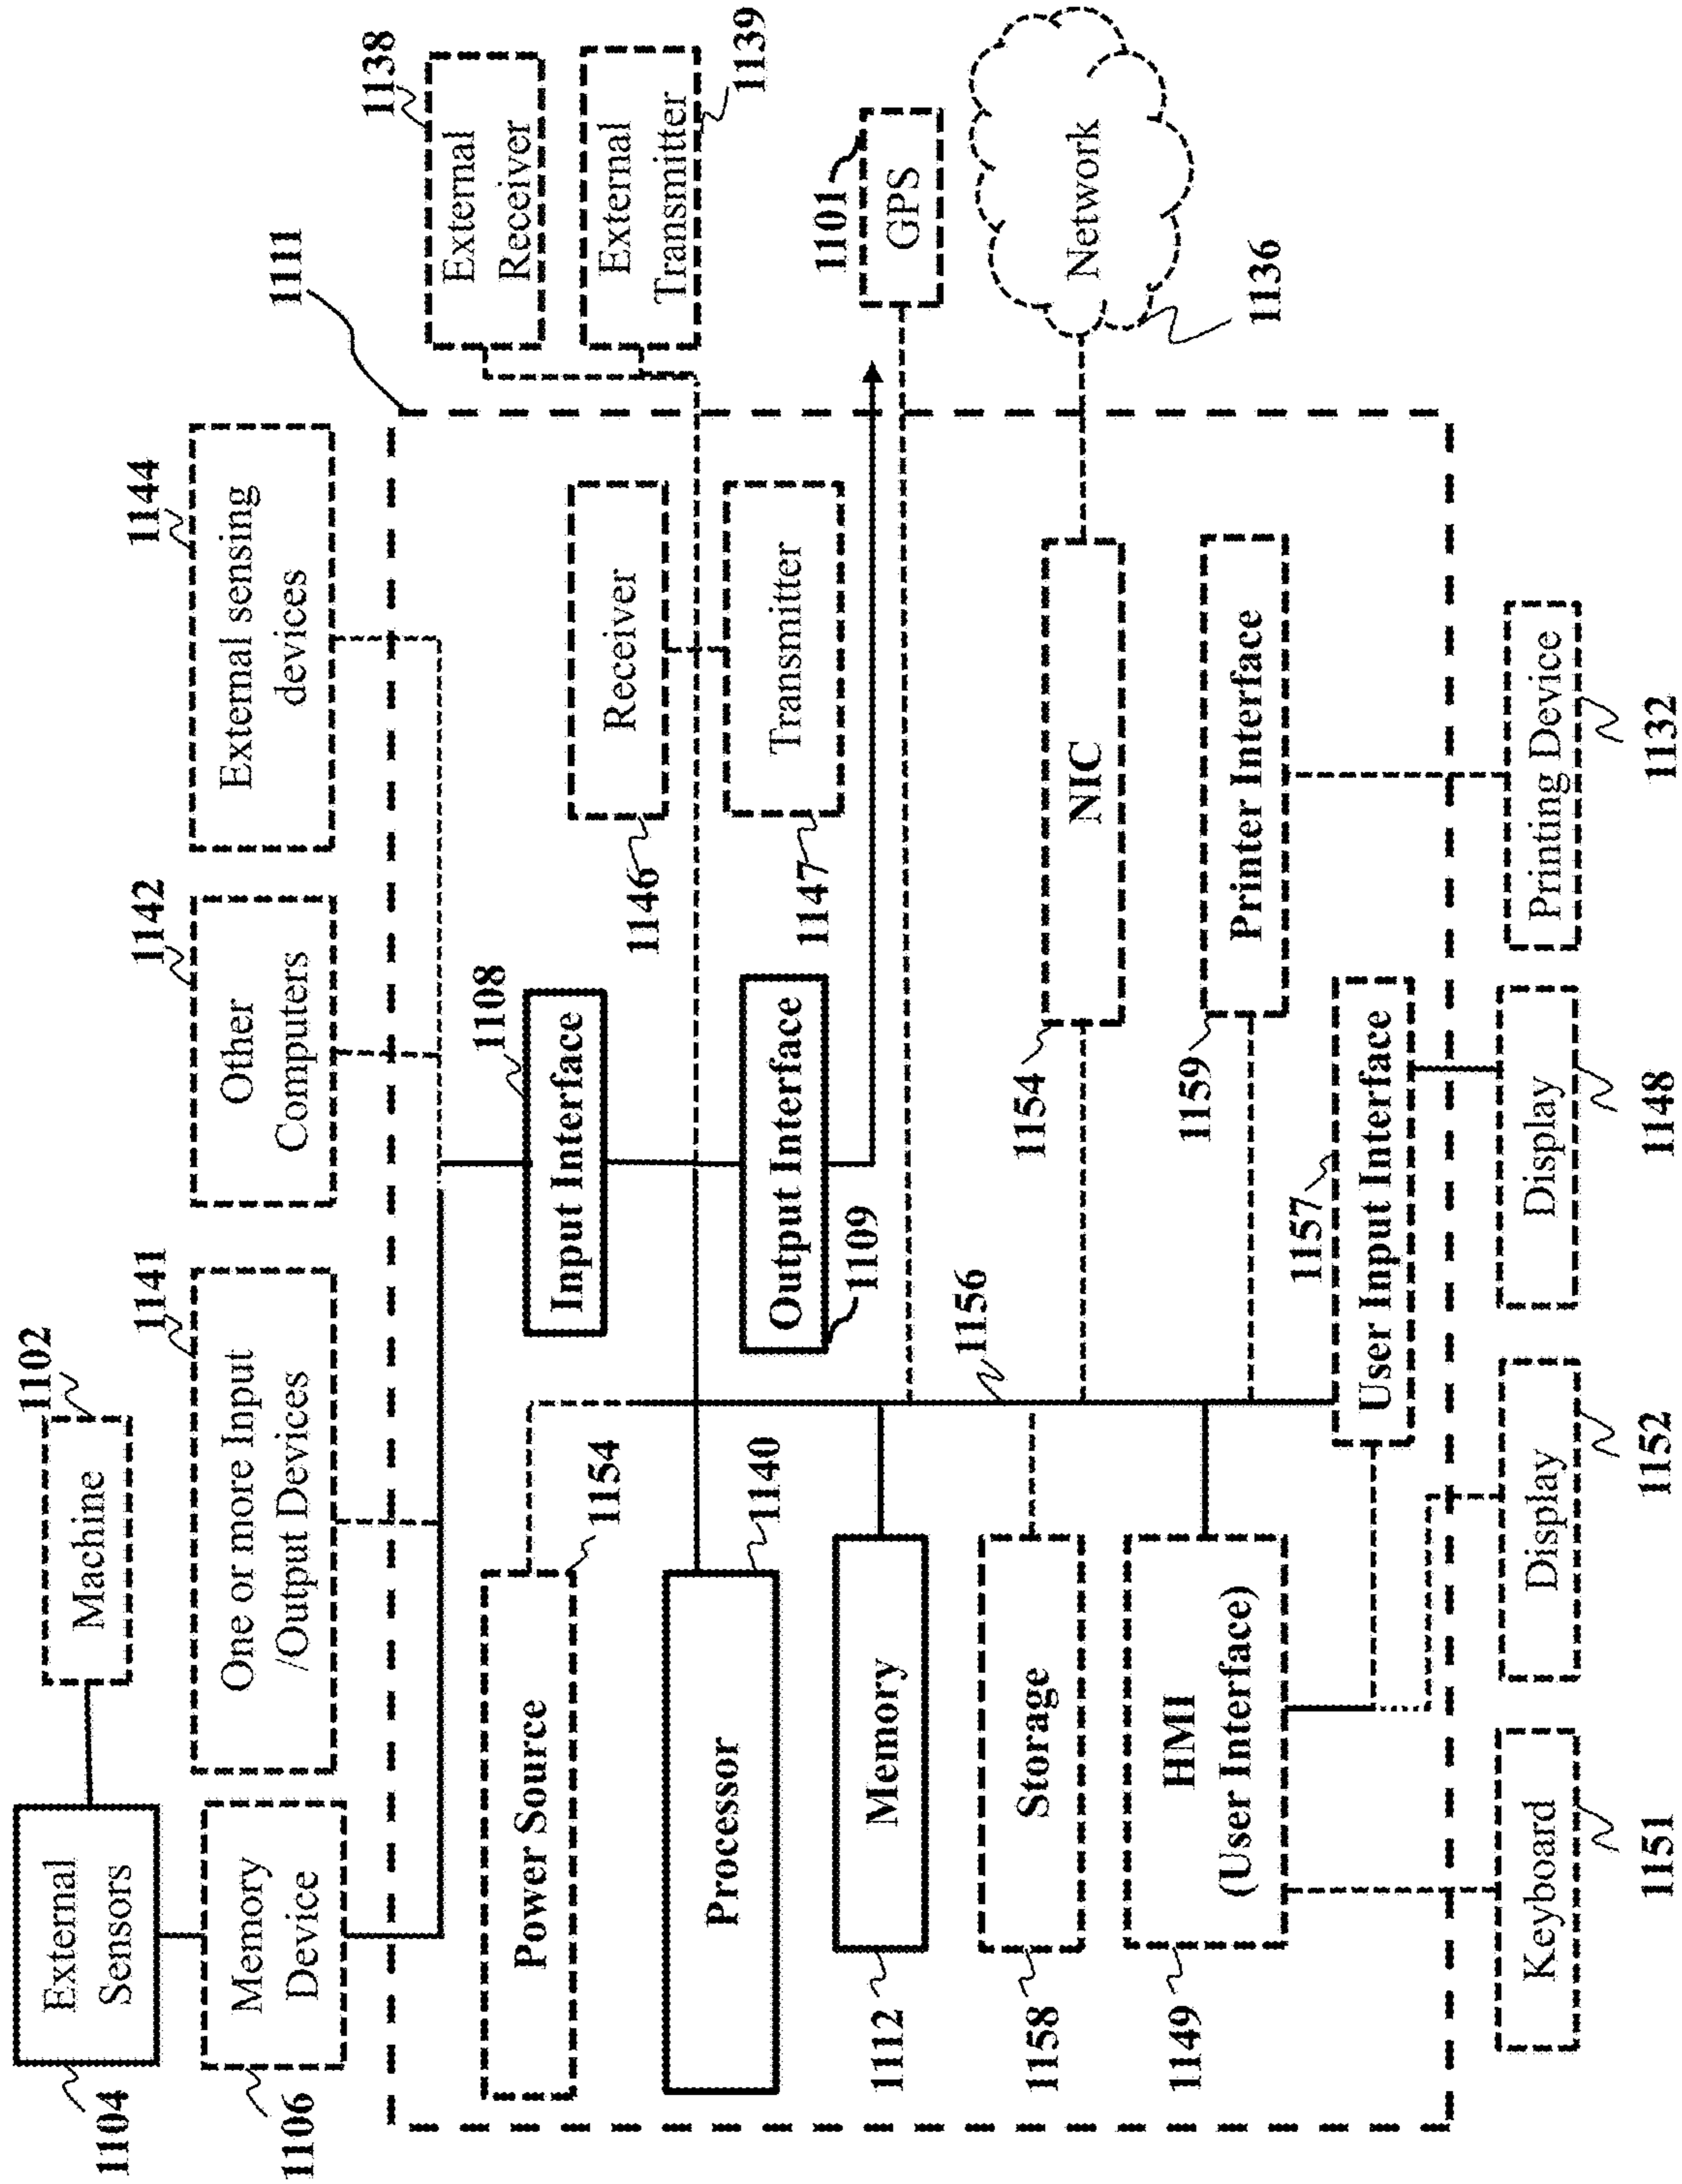 1104
External
Sensors
1102
Machine
1106
Memory
Device
1141
One or more Input
/Output Devices
1142
Other
Computers
1144
External sensing
devices
1111
1138
External
Receiver
1139
External
Transmitter
1101
GPS
Network
1136
Power Source
1154
Processor
1140
1112
Memory
1158
Storage
1149
HMI
(User Interface)
1108
Input Interface
Output Interface
1109
1146
Receiver
1147
Transmitter
1156
1154
NIC
1159
Printer Interface
1157
User Input Interface
Keyboard
1151
Display
1152
Display
1148
Printing Device
1132